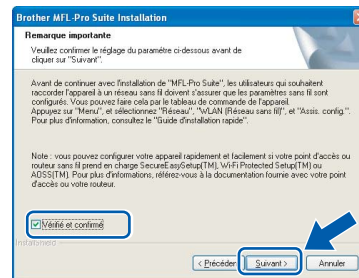 Brother MFL-Pro Suite Installation
Remarque importante
Veuillez confirmer le réglage du paramètre ci-dessous avant de
cliquer sur "Suivant".
Avant de continuer avec l'installation de "MFL-Pro Suite", les utilisateurs qui souhaitent
raccorder l'appareil à un réseau sans fil doivent s'assurer que les paramètres sans fil sont
configurés. Vous pouvez faire cela par le tableau de commande de l'appareil.
Appuyez sur "Menu", et sélectionnez "Réseau", "WLAN (Réseau sans fil)", et "Assis. config.".
Pour plus d'information, consultez le "Guide d'installation rapide".
Note : vous pouvez configurer votre appareil rapidement et facilement si votre point d'accès ou
routeur sans fil prend en charge SecureEasySetup(TM), Wi-Fi Protected Setup(TM) ou
AOSS(TM). Pour plus d'informations, référez-vous à la documentation fournie avec votre point
d'accès ou votre routeur.
Vérifié et confirmé
InstallShield
< Précéden
Suivant >
Annuler